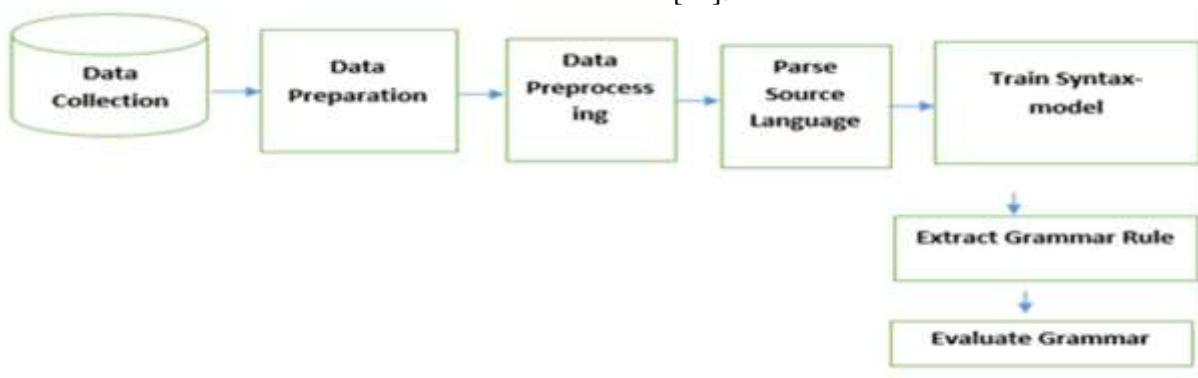 Data
Collection
Data
Preparation
Data
Preprocess
ing
Parse
Source
Language
Train Syntax-
model
Extract Grammar Rule
Evaluate Grammar